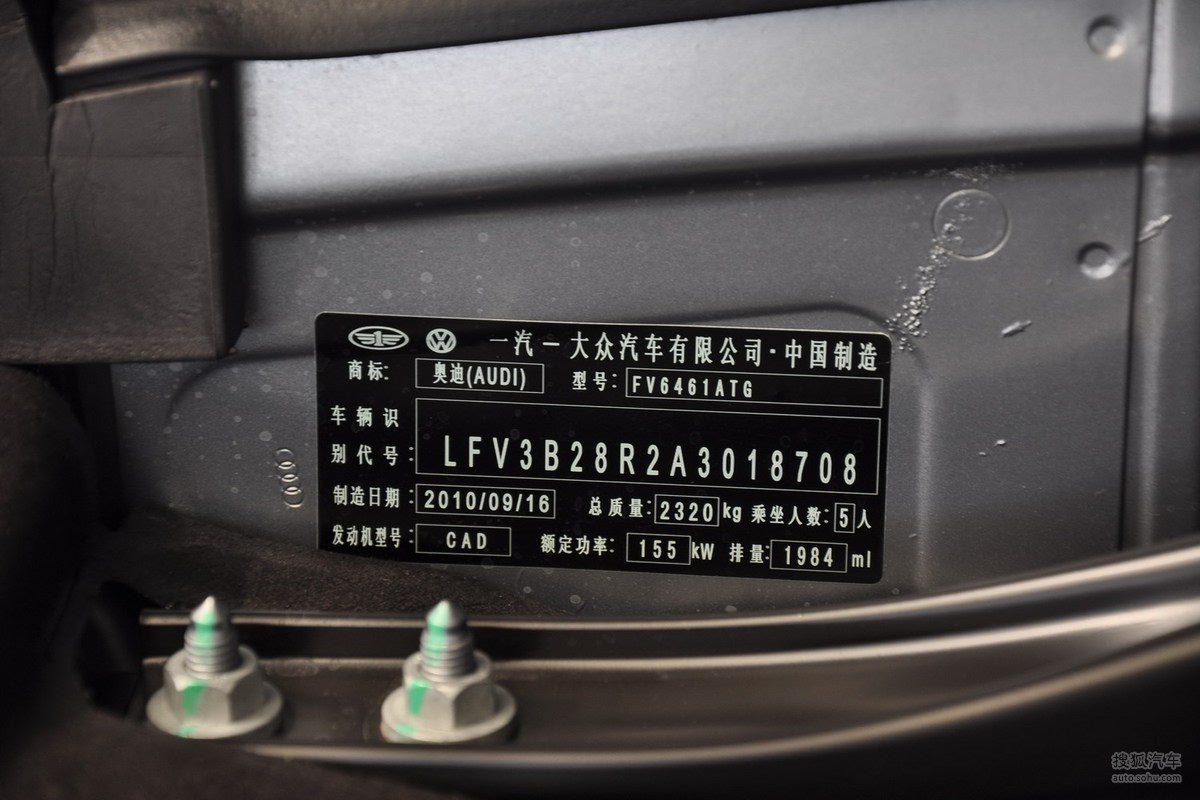 一汽一大众汽车有限公司·中国制造
商标: 奥迪(AUDI) 型号: FV6461ATG
车辆识
别代号: LFV3B28R2A3018708
制造日期: 2010/09/16 总质量: 2320 kg 乘坐人数: 5 人
发动机型号: CAD 额定功率: 155 kW 排量: 1984 ml
搜狐汽车
auto.sohu.com